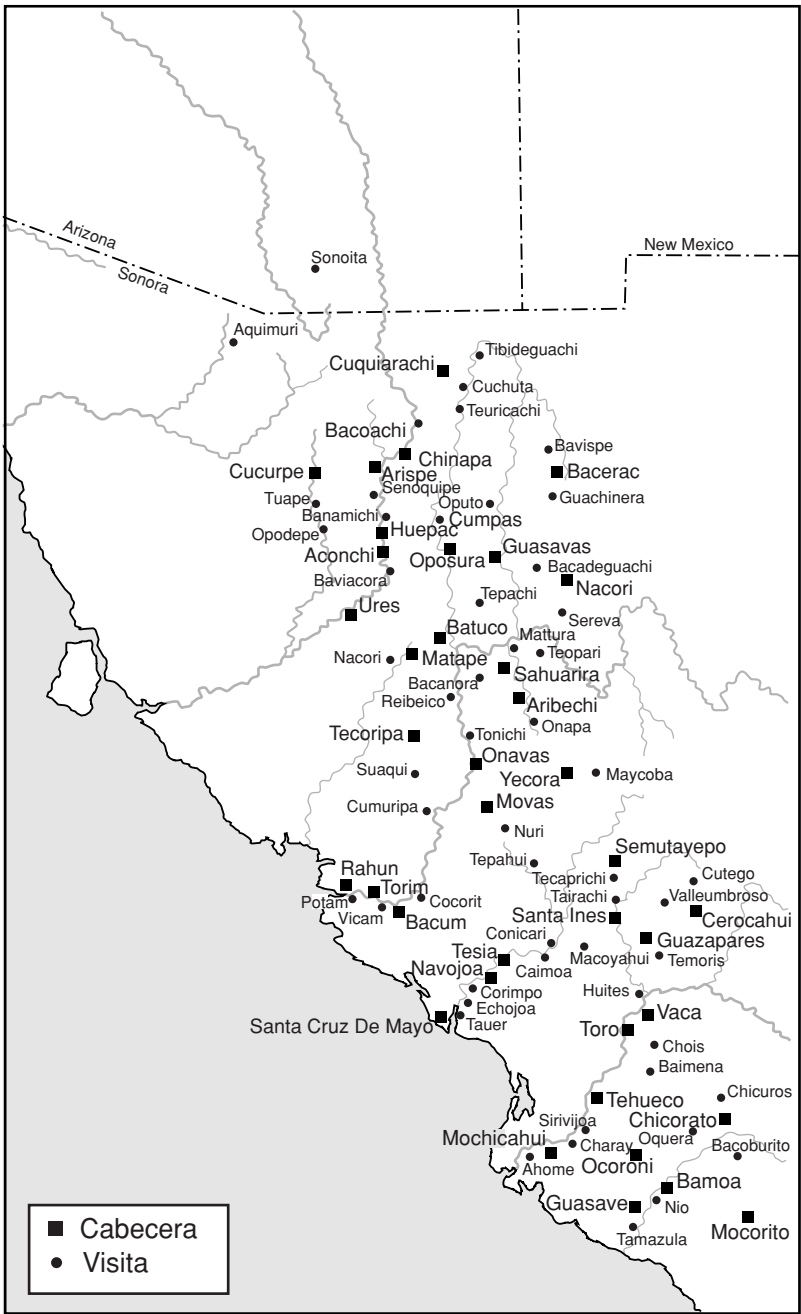 Arizona
Sonora
New Mexico
Sonoita
Aquimuri
Tibideguachi
Cuquiarachi
Cuchuta
Teuricachi
Bacoachi
Bavispe
Chinapa
Cucurpe
Arispe
Bacerac
Senoquipe
Tuape
Oputo
Guachinera
Banamichi
Cumpas
Opodepe
Huepac
Aconchi
Oposura
Guasavas
Bacadeguachi
Baviacora
Nacori
Tepachi
Ures
Sereva
Batuco
Mattura
Nacori
Matape
Teopari
Sahuarira
Bacanora
Reibeico
Aribechi
Onapa
Tecoripa
Tonichi
Onavas
Suaqui
Yecora
Maycoba
Cumuripa
Movas
Nuri
Semutayepo
Tepahui
Rahun
Tecaprichi
Cutego
Torim
Potam
Cocorit
Tairachi
Valleumbroso
Vicam
Bacum
Santa Ines
Cerocahui
Conicari
Guazapares
Tesia
Macoyahui
Temoris
Navojoa
Caimoa
Corimpo
Huites
Echojoa
Vaca
Santa Cruz De Mayo
Tauer
Toro
Chois
Baimena
Tehueco
Chicuros
Sirivijoa
Chicorato
Mochicahui
Charay
Oquera
Bacoburito
Ahome
Ocoroni
Bamoa
Guasave
Nio
Mocorito
Tamazula
Cabecera
Visita